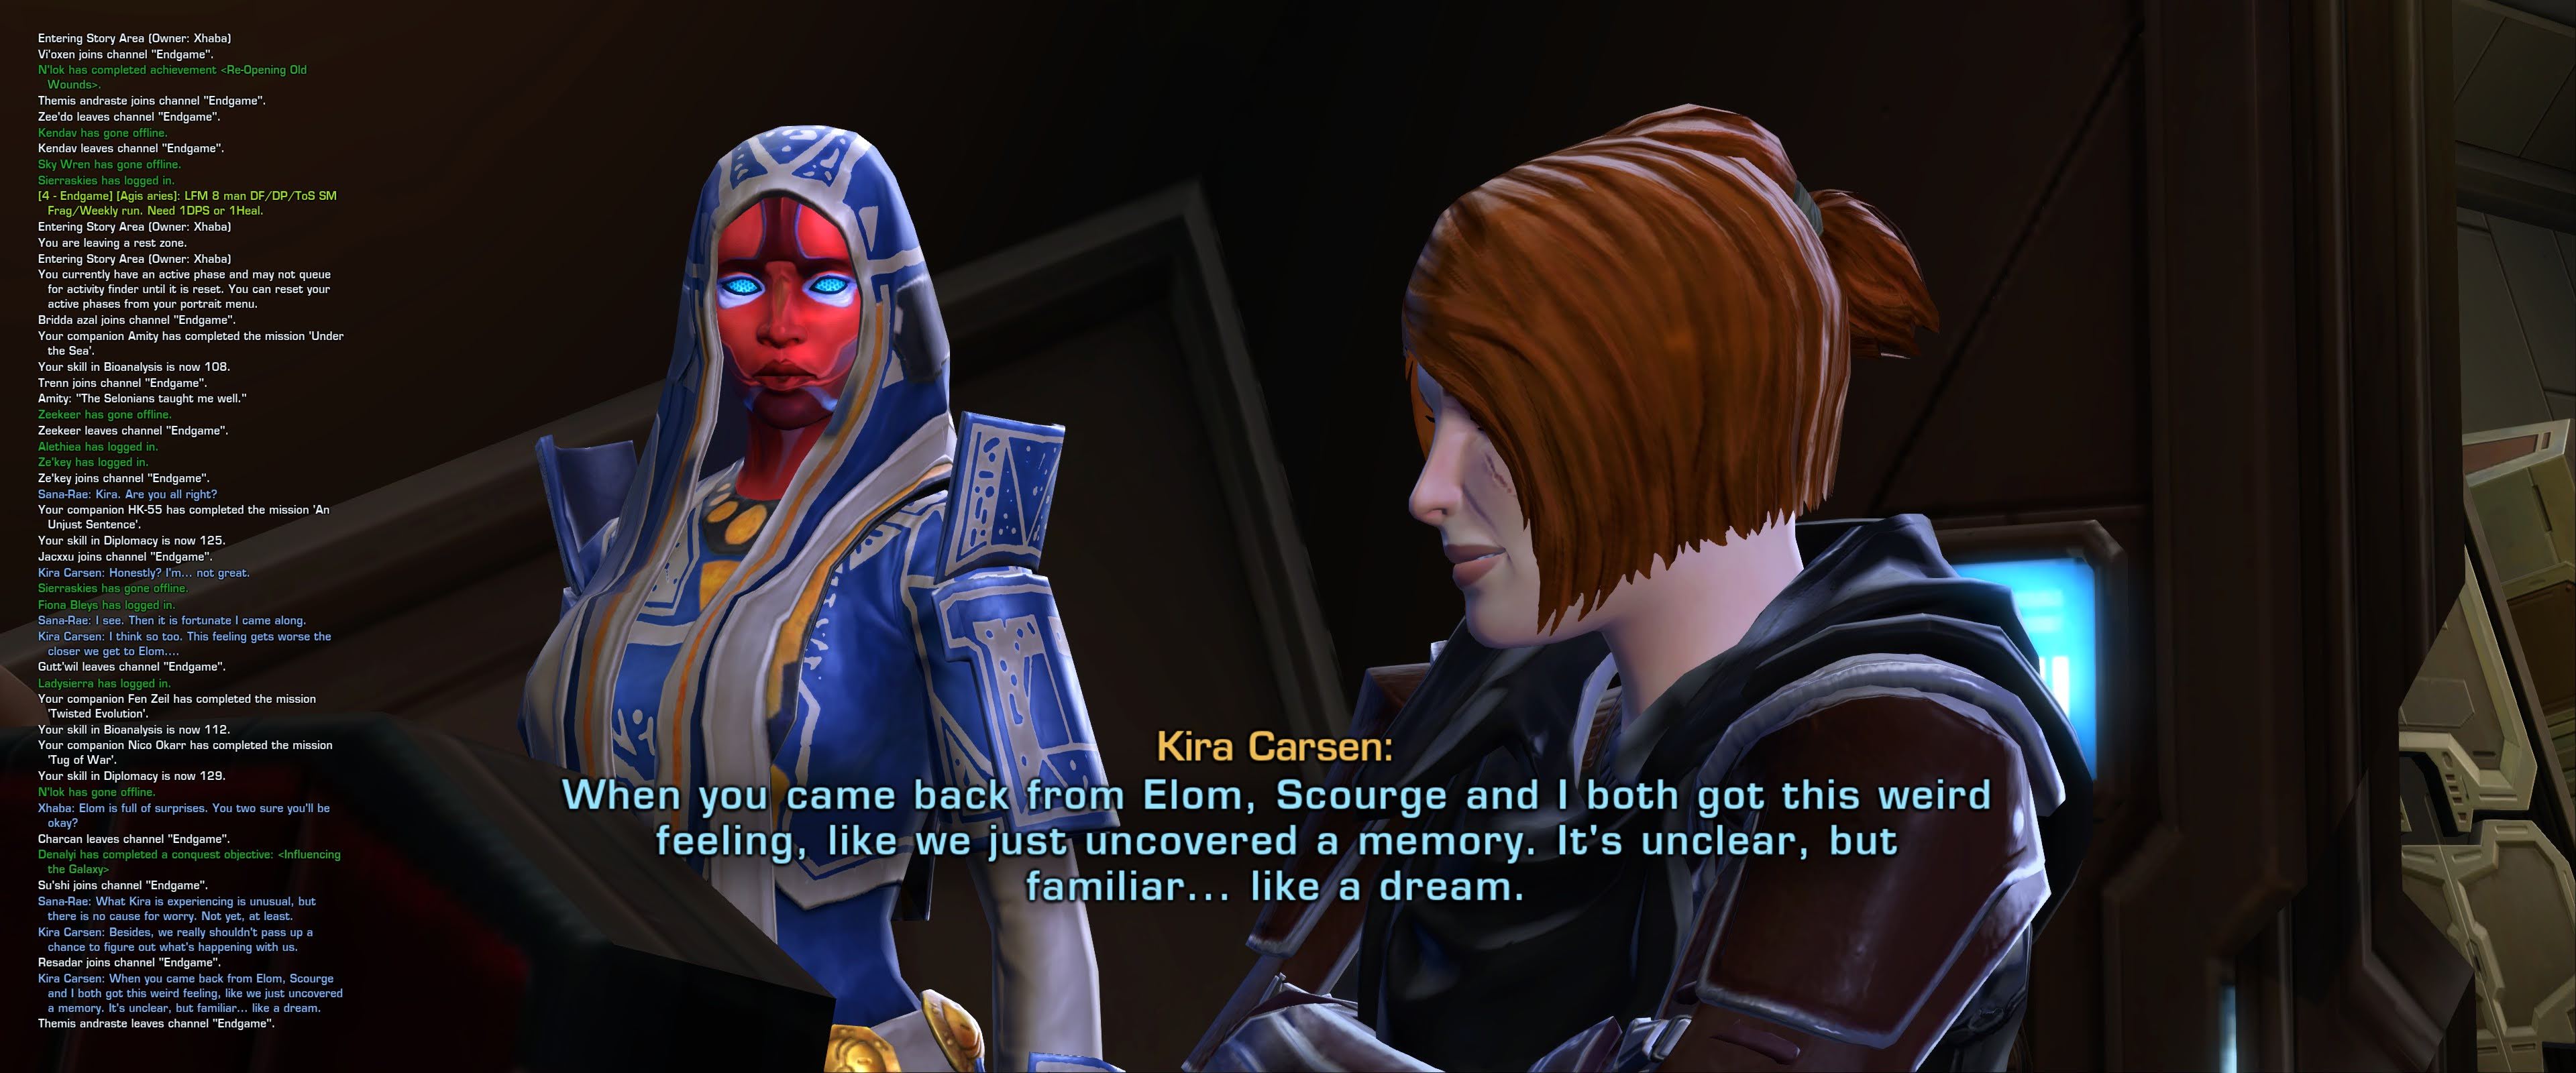 Entering Story Area (Owner: Xhaba)
Vi'oxen joins channel "Endgame".
N'lok has completed achievement <Re-Opening Old
Wounds>.
Themis andraste joins channel "Endgame".
Zee'do leaves channel "Endgame".
Kendav has gone offline.
Kendav leaves channel "Endgame".
Sky Wren has gone offline.
Sierraskies has logged in.
[4 - Endgame] [Agis aries]: LFM 8 man DF/DP/ToS SM
Frag/Weekly run. Need 1DPS or 1Heal.
Entering Story Area (Owner: Xhaba)
You are leaving a rest zone.
Entering Story Area (Owner: Xhaba)
You currently have an active phase and may not queue
for activity finder until it is reset. You can reset your
active phases from your portrait menu.
Bridda azal joins channel "Endgame".
Your companion Amity has completed the mission 'Under
the Sea'.
Your skill in Bioanalysis is now 108.
Trenn joins channel "Endgame".
Amity: "The Selonians taught me well."
Zeekeer has gone offline.
Zeekeer leaves channel "Endgame".
Alethiea has logged in.
Ze'key has logged in.
Ze'key joins channel "Endgame".
Sana-Rae: Kira. Are you all right?
Your companion HK-55 has completed the mission 'An
Unjust Sentence'.
Your skill in Diplomacy is now 125.
Jacxxu joins channel "Endgame".
Kira Carsen: Honestly? I'm... not great.
Sierraskies has gone offline.
Fiona Bleys has logged in.
Sana-Rae: I see. Then it is fortunate I came along.
Kira Carsen: I think so too. This feeling gets worse the
closer we get to Elom....
Gutt'wil leaves channel "Endgame".
Ladysierra has logged in.
Your companion Fen Zeil has completed the mission
'Twisted Evolution'.
Your skill in Bioanalysis is now 112.
Your companion Nico Okarr has completed the mission
'Tug of War'.
Your skill in Diplomacy is now 129.
N'lok has gone offline.
Xhaba: Elom is full of surprises. You two sure you'll be
okay?
Charcan leaves channel "Endgame".
Denalyi has completed a conquest objective: <Influencing
the Galaxy>
Su'shi joins channel "Endgame".
Sana-Rae: What Kira is experiencing is unusual, but
there is no cause for worry. Not yet, at least.
Kira Carsen: Besides, we really shouldn't pass up a
chance to figure out what's happening with us.
Resadar joins channel "Endgame".
Kira Carsen: When you came back from Elom, Scourge
and I both got this weird feeling, like we just uncovered
a memory. It's unclear, but familiar... like a dream.
Themis andraste leaves channel "Endgame".
Kira Carsen:
When you came back from Elom, Scourge and I both got this weird
feeling, like we just uncovered a memory. It's unclear, but
familiar... like a dream.